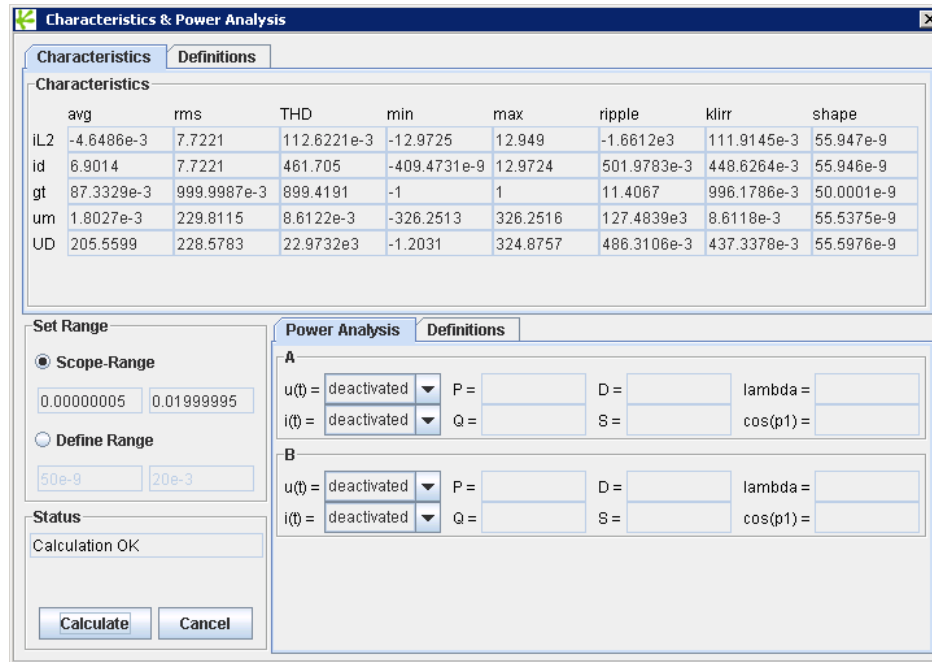 Characteristics & Power Analysis
Characteristics Definitions
Characteristics
avg rms THD min max ripple klirr shape
iL2 -4.6486e-3 7.7221 112.6221e-3 -12.9725 12.949 -1.6612e3 111.9145e-3 55.947e-9
id 6.9014 7.7221 461.705 -409.4731e-9 12.9724 501.9783e-3 448.6264e-3 55.946e-9
gt 87.3329e-3 999.9987e-3 899.4191 -1 1 11.4067 996.1786e-3 50.0001e-9
um 1.8027e-3 229.8115 8.6122e-3 -326.2513 326.2516 127.4839e3 8.6118e-3 55.5375e-9
UD 205.5599 228.5783 22.9732e3 -1.2031 324.8757 486.3106e-3 437.3378e-3 55.5976e-9
Set Range
Scope-Range
0.00000005 0.01999995
Define Range
50e-9 20e-3
Status
Calculation OK
Calculate Cancel
Power Analysis Definitions
A
u(t) = deactivated P = D = lambda =
i(t) = deactivated Q = S = cos(p1) =
B
u(t) = deactivated P = D = lambda =
i(t) = deactivated Q = S = cos(p1) =